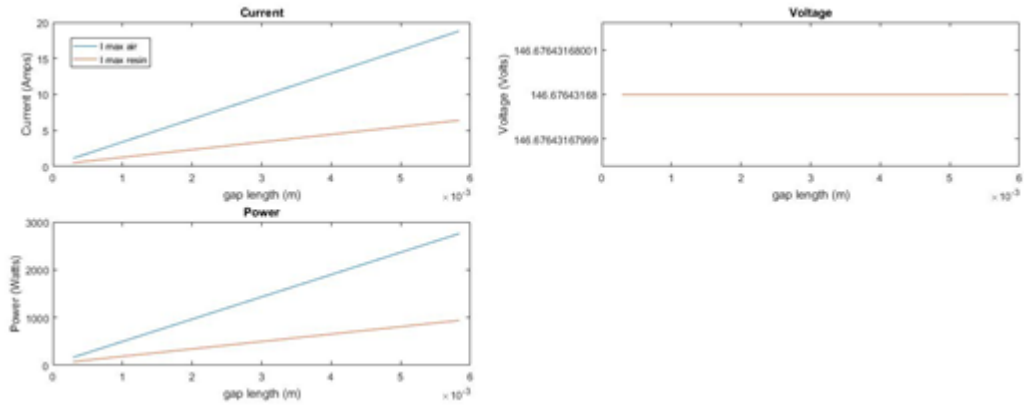 Current
Current (Amps)
20
15
10
5
0
I max air
I max resin
0 1 2 3 4 5 6
×10-3
gap length (m)
Voltage
Voltage (Volts)
146.67643168001
146.67643168
146.67643167999
0 1 2 3 4 5 6
×10-3
gap length (m)
Power
Power (Watts)
3000
2000
1000
0
0 1 2 3 4 5 6
×10-3
gap length (m)